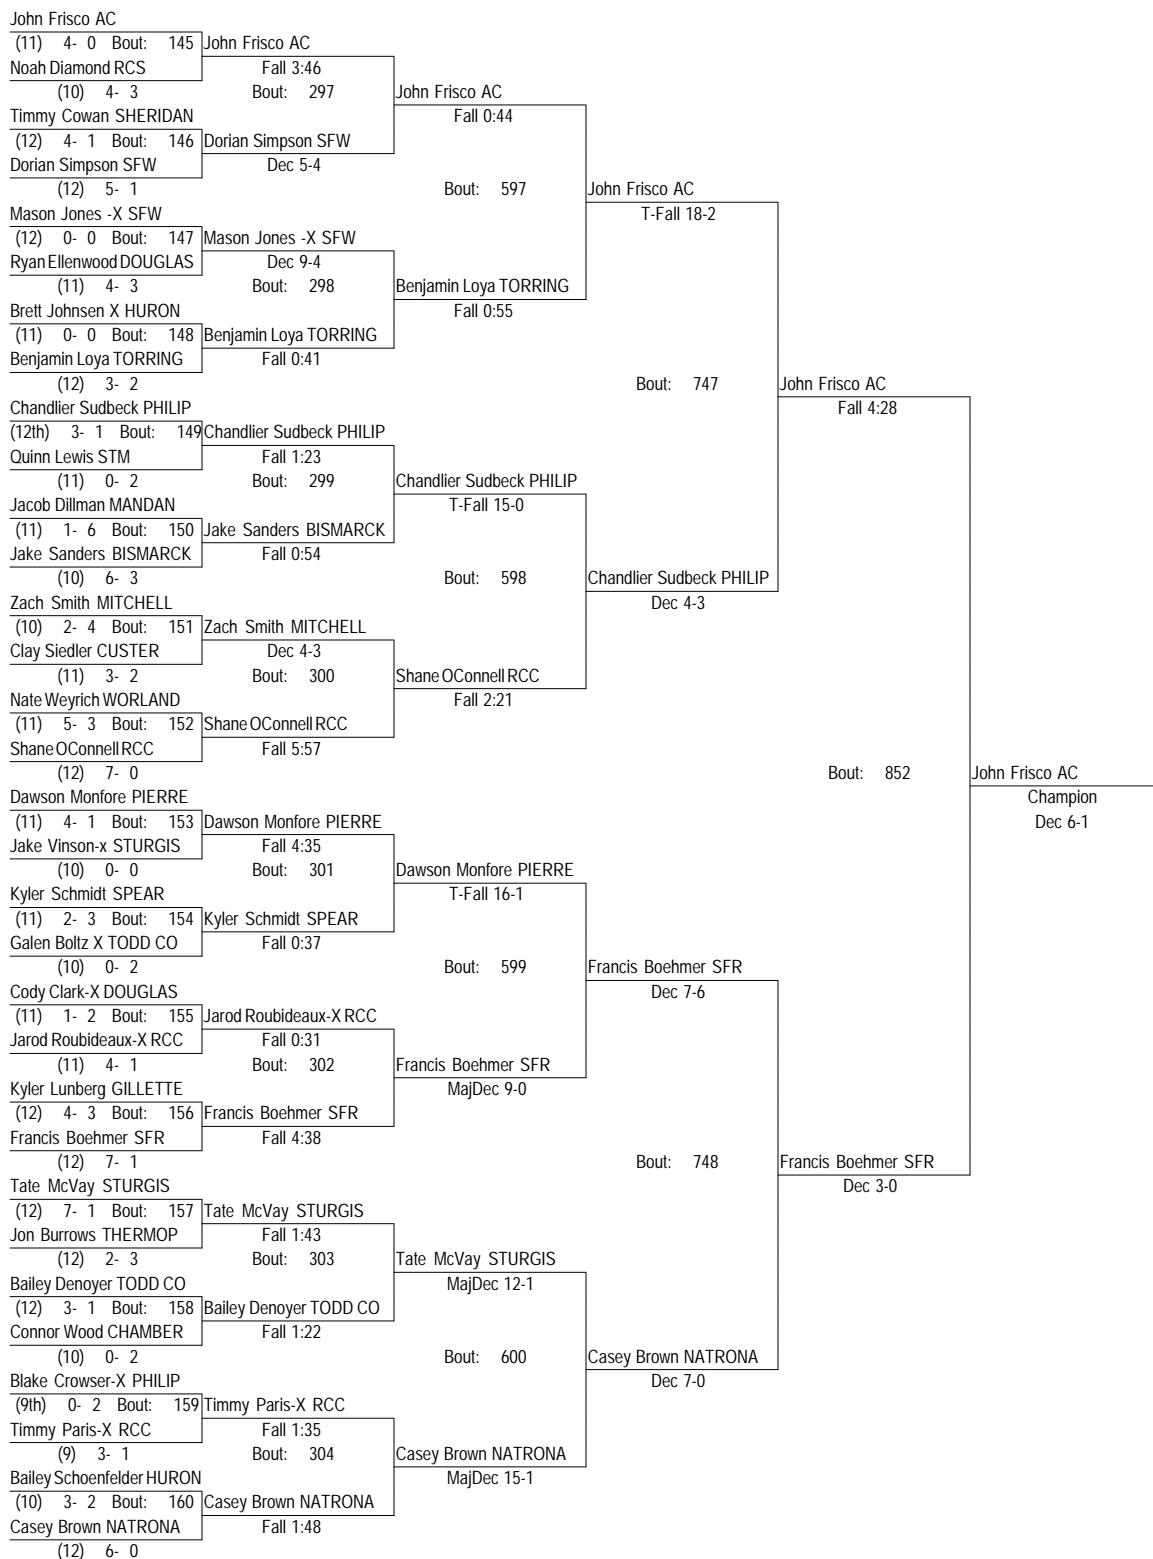 John Frisco AC
(11) 4- 0 Bout: 145 John Frisco AC
Noah Diamond RCS Fall 3:46
(10) 4- 3 Bout: 297 John Frisco AC
Timmy Cowan SHERIDAN Fall 0:44
(12) 4- 1 Bout: 146 Dorian Simpson SFW
Dorian Simpson SFW Dec 5-4
(12) 5- 1 Bout: 597 John Frisco AC
Mason Jones -X SFW T-Fall 18-2
(12) 0- 0 Bout: 147 Mason Jones -X SFW
Ryan Ellenwood DOUGLAS Dec 9-4
(11) 4- 3 Bout: 298 Benjamin Loya TORRING
Brett Johnsen X HURON Fall 0:55
(11) 0- 0 Bout: 148 Benjamin Loya TORRING
Benjamin Loya TORRING Fall 0:41
(12) 3- 2 Bout: 747 John Frisco AC
Chandlier Sudbeck PHILIP Fall 4:28
(12th) 3- 1 Bout: 149 Chandlier Sudbeck PHILIP
Quinn Lewis STM Fall 1:23
(11) 0- 2 Bout: 299 Chandlier Sudbeck PHILIP
Jacob Dillman MANDAN T-Fall 15-0
(11) 1- 6 Bout: 150 Jake Sanders BISMARCK
Jake Sanders BISMARCK Fall 0:54
(10) 6- 3 Bout: 598 Chandlier Sudbeck PHILIP
Zach Smith MITCHELL Dec 4-3
(10) 2- 4 Bout: 151 Zach Smith MITCHELL
Clay Siedler CUSTER Dec 4-3
(11) 3- 2 Bout: 300 Shane OConnell RCC
Nate Weyrich WORLAND Fall 2:21
(11) 5- 3 Bout: 152 Shane OConnell RCC
Shane OConnell RCC Fall 5:57
(12) 7- 0 Bout: 852 John Frisco AC
Dawson Monfore PIERRE Champion
(11) 4- 1 Bout: 153 Dawson Monfore PIERRE Dec 6-1
Jake Vinson-x STURGIS Fall 4:35
(10) 0- 0 Bout: 301 Dawson Monfore PIERRE
Kyler Schmidt SPEAR T-Fall 16-1
(11) 2- 3 Bout: 154 Kyler Schmidt SPEAR
Galen Boltz X TODD CO Fall 0:37
(10) 0- 2 Bout: 599 Francis Boehmer SFR
Cody Clark-X DOUGLAS Dec 7-6
(11) 1- 2 Bout: 155 Jarod Roubideaux-X RCC
Jarod Roubideaux-X RCC Fall 0:31
(11) 4- 1 Bout: 302 Francis Boehmer SFR
Kyler Lunberg GILLETTE MajDec 9-0
(12) 4- 3 Bout: 156 Francis Boehmer SFR
Francis Boehmer SFR Fall 4:38
(12) 7- 1 Bout: 748 Francis Boehmer SFR
Tate McVay STURGIS Dec 3-0
(12) 7- 1 Bout: 157 Tate McVay STURGIS
Jon Burrows THERMOP Fall 1:43
(12) 2- 3 Bout: 303 Tate McVay STURGIS
Bailey Denoyer TODD CO MajDec 12-1
(12) 3- 1 Bout: 158 Bailey Denoyer TODD CO
Connor Wood CHAMBER Fall 1:22
(10) 0- 2 Bout: 600 Casey Brown NATRONA
Blake Crowser-X PHILIP Dec 7-0
(9th) 0- 2 Bout: 159 Timmy Paris-X RCC
Timmy Paris-X RCC Fall 1:35
(9) 3- 1 Bout: 304 Casey Brown NATRONA
Bailey Schoenfelder HURON MajDec 15-1
(10) 3- 2 Bout: 160 Casey Brown NATRONA
Casey Brown NATRONA Fall 1:48
(12) 6- 0